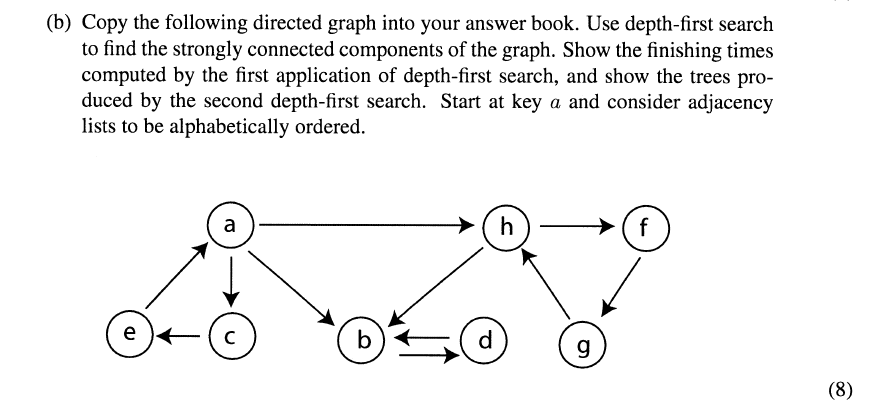 (b) Copy the following directed graph into your answer book. Use depth-first search
to find the strongly connected components of the graph. Show the finishing times
computed by the first application of depth-first search, and show the trees pro-
duced by the second depth-first search. Start at key a and consider adjacency
lists to be alphabetically ordered.
a
h
f
e
c
b
d
g
(8)